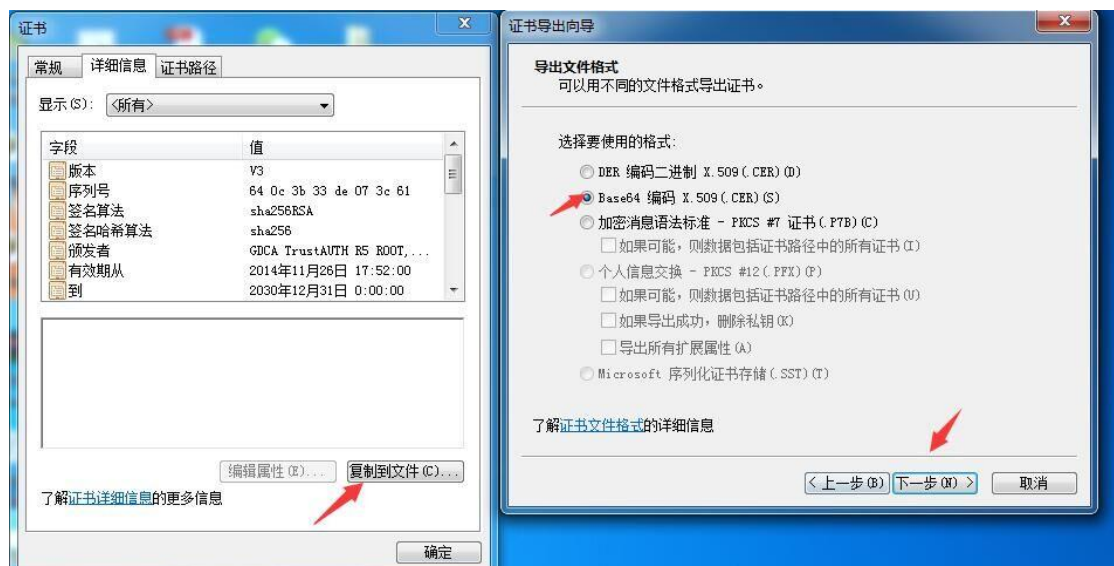 证书
常规 详细信息 证书路径
显示(S): <所有>
字段 值
版本 V3
序列号 64 0c 3b 33 de 07 3c 61
签名算法 sha256RSA
签名哈希算法 sha256
颁发者 GDCA TrustAUTH R5 ROOT,...
有效期从 2014年11月26日 17:52:00
到 2030年12月31日 0:00:00
编辑属性(E)... 复制到文件(C)...
了解证书详细信息的更多信息
确定
证书导出向导
导出文件格式
可以用不同的文件格式导出证书。
选择要使用的格式:
DER 编码二进制 X.509(.CER)(D)
Base64 编码 X.509(.CER)(S)
加密消息语法标准 - PKCS #7 证书(.P7B)(C)
如果可能，则数据包括证书路径中的所有证书(I)
个人信息交换 - PKCS #12(.PFX)(P)
如果可能，则数据包括证书路径中的所有证书(U)
如果导出成功，删除私钥(K)
导出所有扩展属性(A)
Microsoft 序列化证书存储(.SST)(T)
了解证书文件格式的详细信息
< 上一步(B) 下一步(N) > 取消